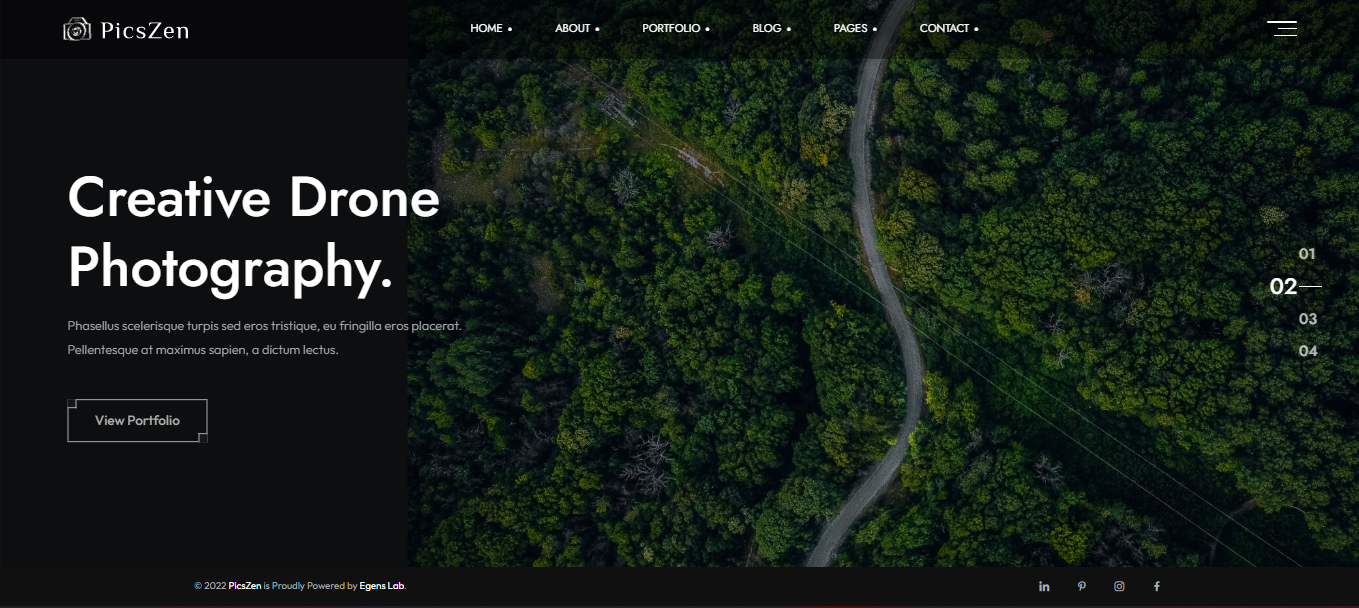 PicsZen
HOME
ABOUT
PORTFOLIO
BLOG
PAGES
CONTACT
Creative Drone
Photography.
Phasellus scelerisque turpis sed eros tristique, eu fringilla eros placerat.
Pellentesque at maximus sapien, a dictum lectus.
View Portfolio
01
02
03
04
© 2022 PicsZen is Proudly Powered by Egens Lab.